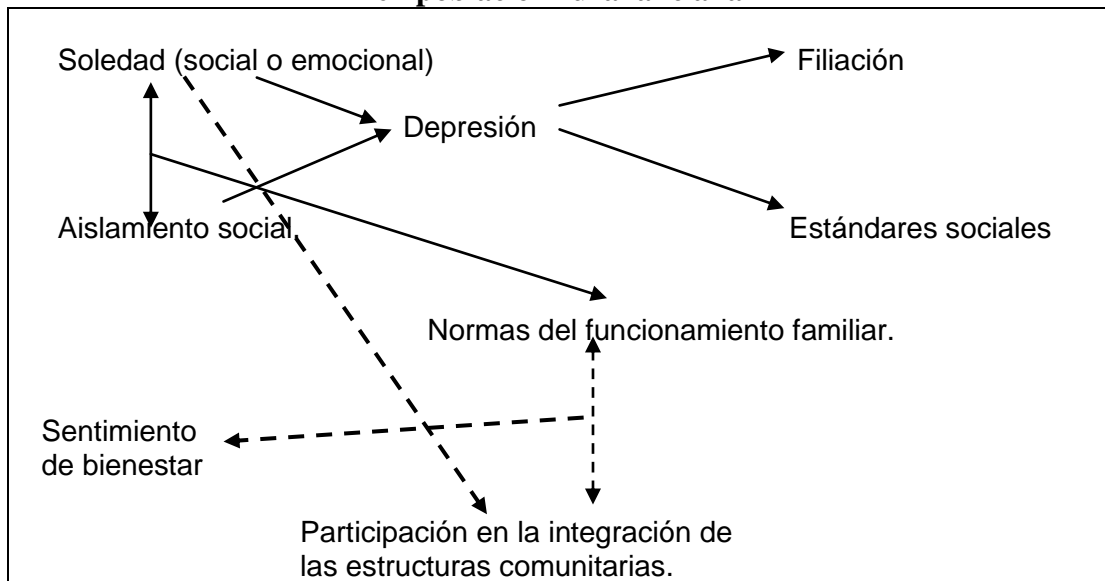 Soledad (social o emocional)
Filiación
Depresión
Aislamiento social.
Estándares sociales
Normas del funcionamiento familiar.
Sentimiento
de bienestar
Participación en la integración de
las estructuras comunitarias.